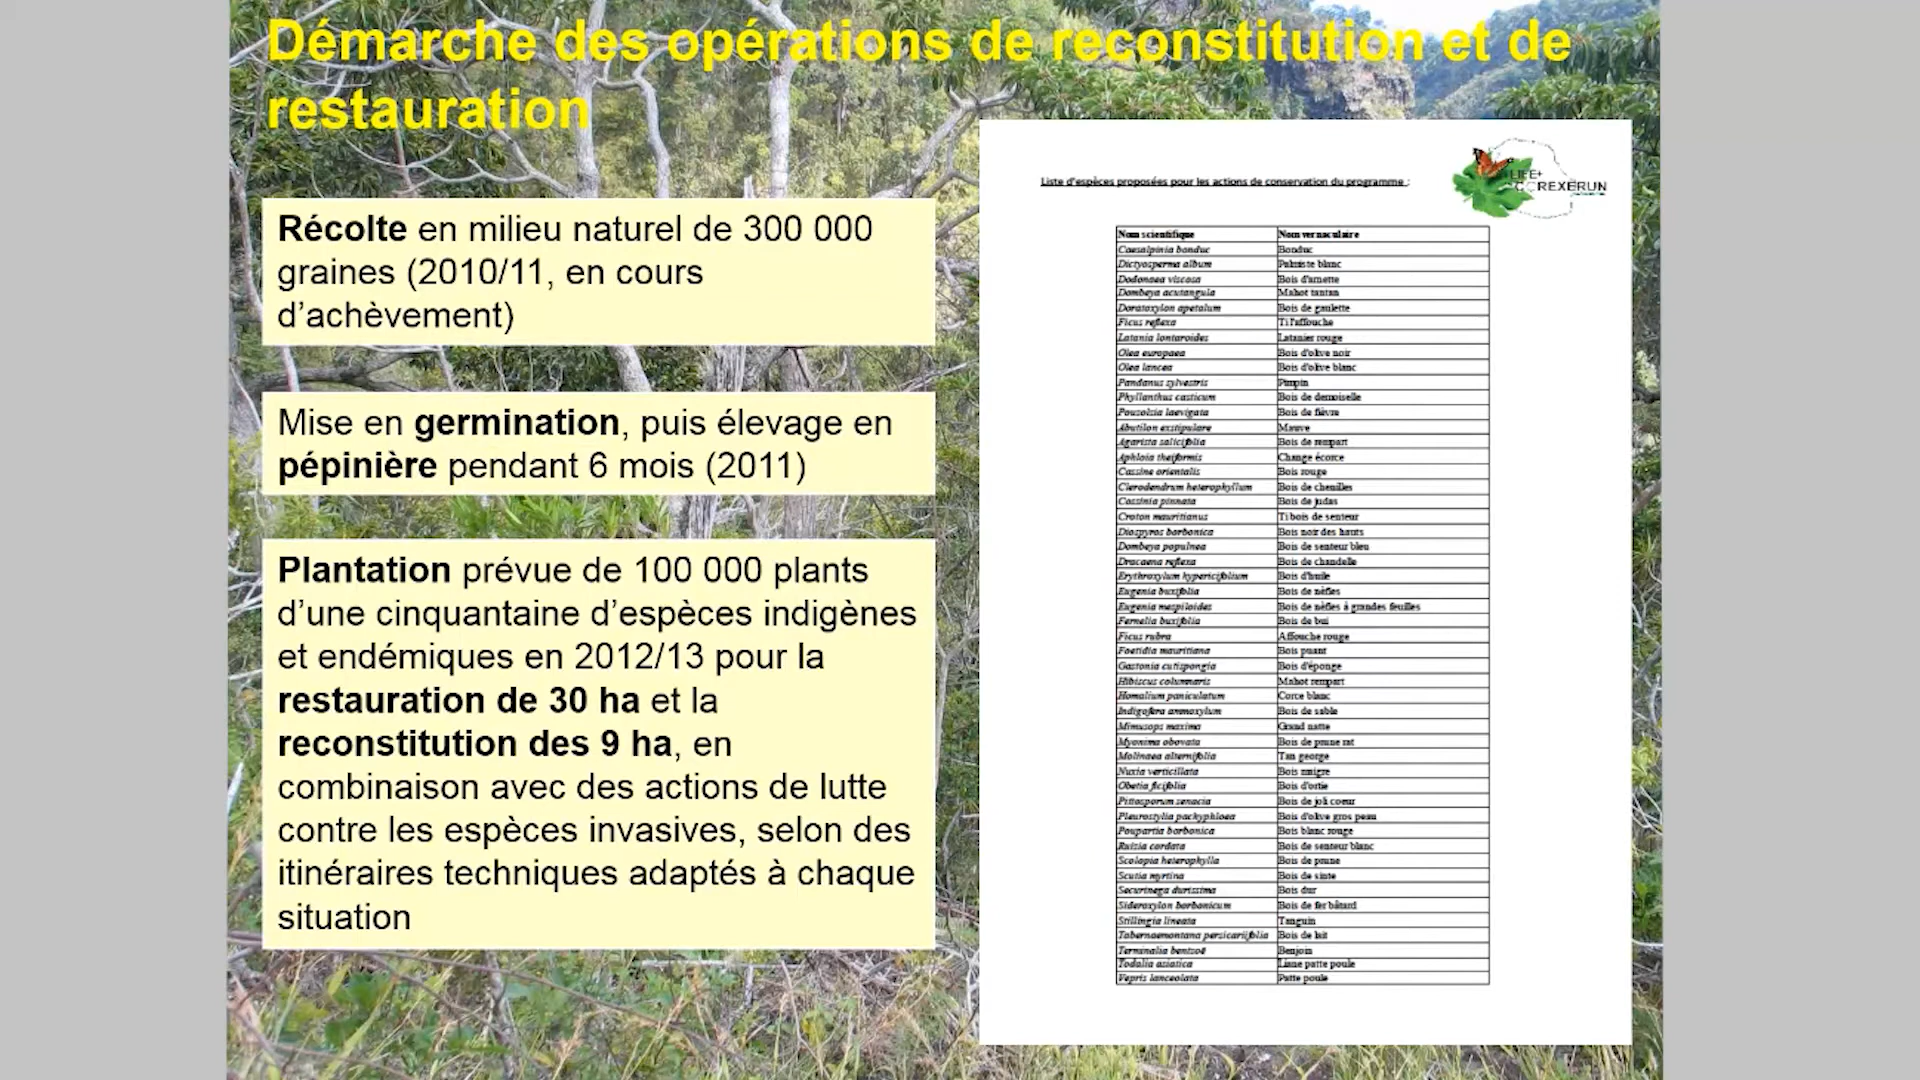 Démarche des opérations de reconstitution et de
restauration
Récolte en milieu naturel de 300 000
graines (2010/11, en cours
d’achèvement)
Mise en germination, puis élevage en
pépinière pendant 6 mois (2011)
Plantation prévue de 100 000 plants
d’une cinquantaine d’espèces indigènes
et endémiques en 2012/13 pour la
restauration de 30 ha et la
reconstitution des 9 ha, en
combinaison avec des actions de lutte
contre les espèces invasives, selon des
itinéraires techniques adaptés à chaque
situation
LIFE+
COREXERUN
Liste d'espèces proposées pour les actions de conservation du programme :
Nom scientifique Nom vernaculaire
Caesalpinia bonduc Bonduc
Dictyosperma album Palmiste blanc
Dodonaea viscosa Bois d'arnette
Dombeya acutangula Mahot tantan
Doratoxylon apetalum Bois de gaulette
Ficus reflexa Ti l'affouche
Latania lontaroides Latanier rouge
Olea europaea Bois d'olive noir
Olea lancea Bois d'olive blanc
Pandanus sylvestris Pimpin
Phyllanthus casticum Bois de demoiselle
Pouzolzia laevigata Bois de fièvre
Abutilon exstipulare Mauve
Agarista salicifolia Bois de rempart
Aphloia theiformis Change écorce
Cassine orientalis Bois rouge
Clerodendrum heterophyllum Bois de chenilles
Cossinia pinnata Bois de judas
Croton mauritianus Ti bois de senteur
Diospyros borbonica Bois noir des hauts
Dombeya populnea Bois de senteur bleu
Dracaena reflexa Bois de chandelle
Erythroxylum hypericifolium Bois d'huile
Eugenia buxifolia Bois de nèfles
Eugenia mespiloides Bois de nèfles à grandes feuilles
Fernelia buxifolia Bois de bui
Ficus rubra Affouche rouge
Foetidia mauritiana Bois puant
Gastonia cutispongia Bois d'éponge
Hibiscus columnaris Mahot rempart
Homalium paniculatum Corce blanc
Indigofera ammoxylum Bois de sable
Mimusops maxima Grand natte
Myonima obovata Bois de prune rat
Molinaea alternifolia Tan george
Nuxia verticillata Bois maigre
Obetia ficifolia Bois d'ortie
Pittosporum senacia Bois de joli coeur
Pleurostylia pachyphloea Bois d'olive gros peau
Poupartia borbonica Bois blanc rouge
Ruizia cordata Bois de senteur blanc
Scolopia heterophylla Bois de prune
Scutia myrtina Bois de sinte
Securinega durissima Bois dur
Sideroxylon borbonicum Bois de fer bâtard
Stillingia lineata Tanguin
Tabernaemontana persicariifolia Bois de lait
Terminalia bentzoë Benjoin
Todalia asiatica Liane patte poule
Vepris lanceolata Patte poule